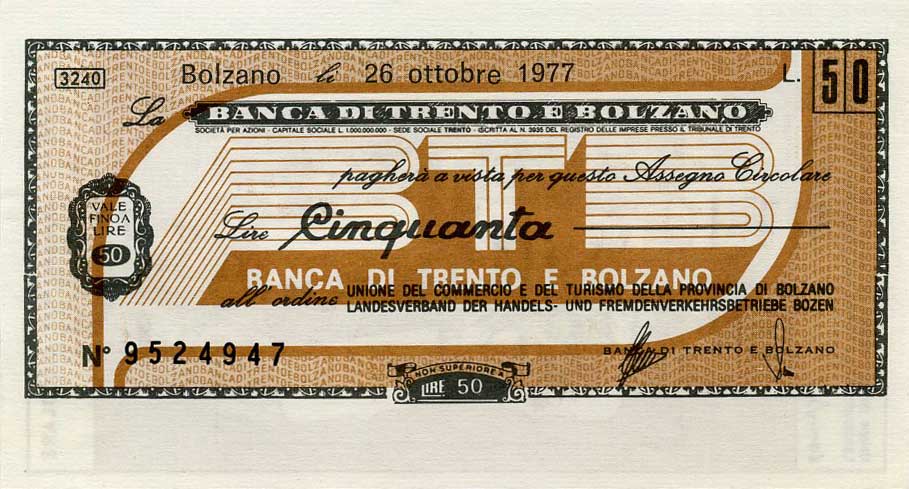 3240 Bolzano li 26 ottobre 1977 L. 50
La BANCA DI TRENTO E BOLZANO
SOCIETÀ PER AZIONI - CAPITALE SOCIALE L. 1.000.000.000 - SEDE SOCIALE TRENTO - ISCRITTA AL N. 3935 DEL REGISTRO DELLE IMPRESE PRESSO IL TRIBUNALE DI TRENTO
BTB
pagherà a vista per questo Assegno Circolare
VALE
FINO A
LIRE
50
Lire Cinquanta
BANCA DI TRENTO E BOLZANO
all'ordine UNIONE DEL COMMERCIO E DEL TURISMO DELLA PROVINCIA DI BOLZANO
LANDESVERBAND DER HANDELS- UND FREMDENVERKEHRSBETRIEBE BOZEN
N° 9524947
BANCA DI TRENTO E BOLZANO
NON SUPERIORE A
LIRE 50